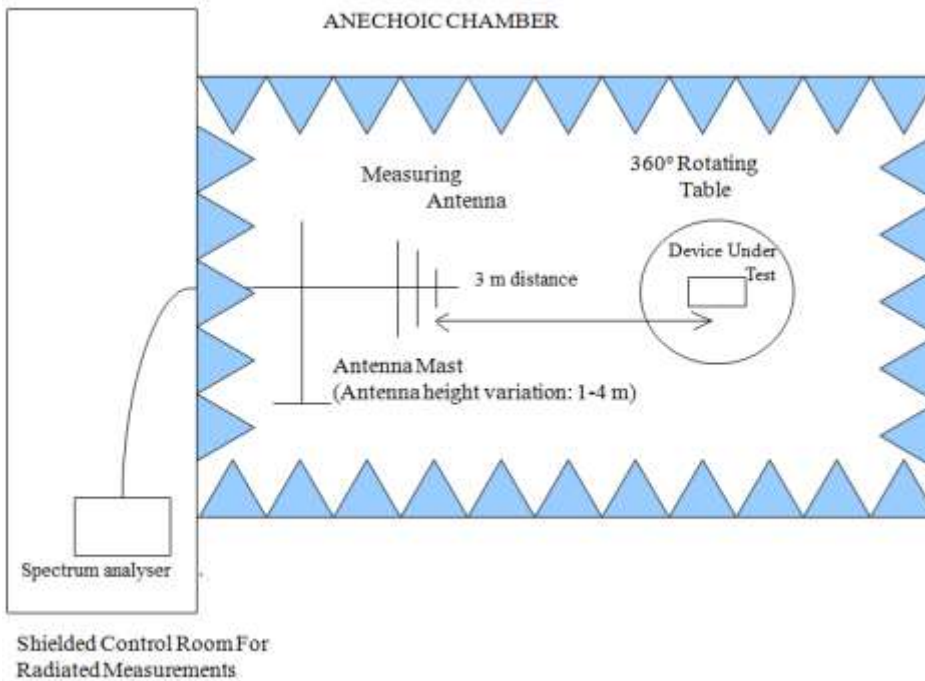 ANECHOIC CHAMBER
Measuring
Antenna
360º Rotating
Table
Device Under
Test
3 m distance
Antenna Mast
(Antenna height variation: 1-4 m)
Spectrum analyser
Shielded Control Room For
Radiated Measurements